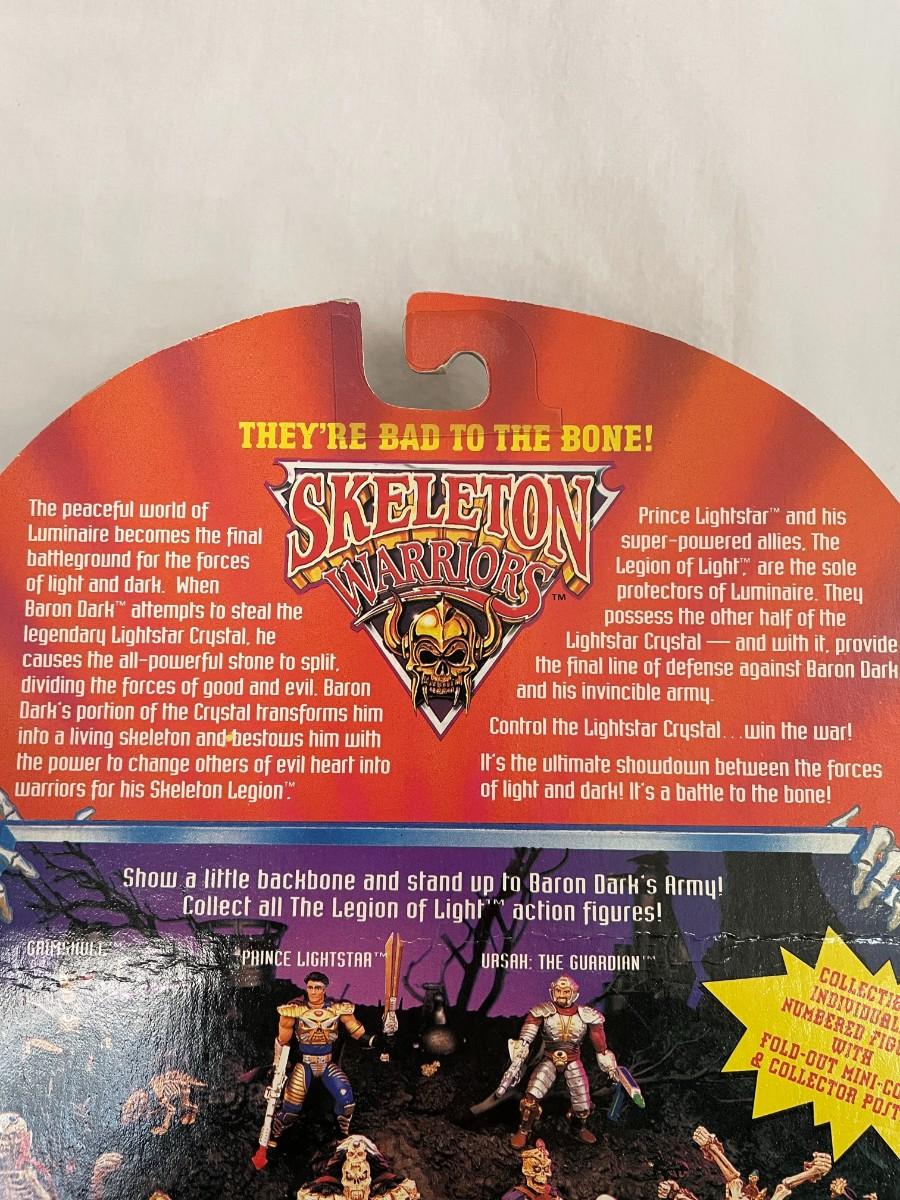 THEY'RE BAD TO THE BONE!
SKELETON
WARRIORS™
The peaceful world of
Luminaire becomes the final
battleground for the forces
of light and dark. When
Baron Dark™ attempts to steal the
legendary Lightstar Crystal, he
causes the all-powerful stone to split,
dividing the forces of good and evil. Baron
Dark's portion of the Crystal transforms him
into a living skeleton and bestows him with
the power to change others of evil heart into
warriors for his Skeleton Legion™.
Prince Lightstar™ and his
super-powered allies, The
Legion of Light™, are the sole
protectors of Luminaire. They
possess the other half of the
Lightstar Crystal — and with it, provide
the final line of defense against Baron Dark
and his invincible army.
Control the Lightstar Crystal...win the war!
It's the ultimate showdown between the forces
of light and dark! It's a battle to the bone!
Show a little backbone and stand up to Baron Dark's Army!
Collect all The Legion of Light™ action figures!
GRIMSKULL™
PRINCE LIGHTSTAR™
URSAK: THE GUARDIAN™
NUMBERED
WITH
FOLD-OUT
& COLLECTOR